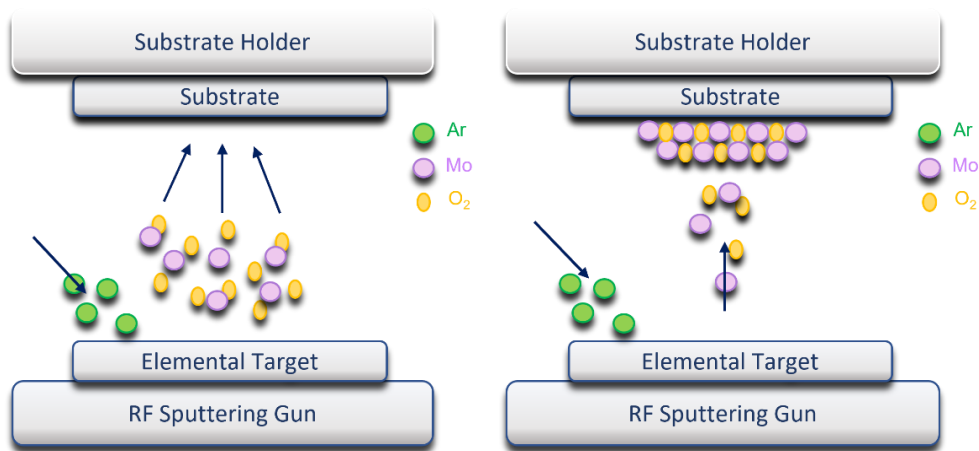 Substrate Holder
Substrate
Ar
Mo
O₂
Elemental Target
RF Sputtering Gun
Substrate Holder
Substrate
Ar
Mo
O₂
Elemental Target
RF Sputtering Gun